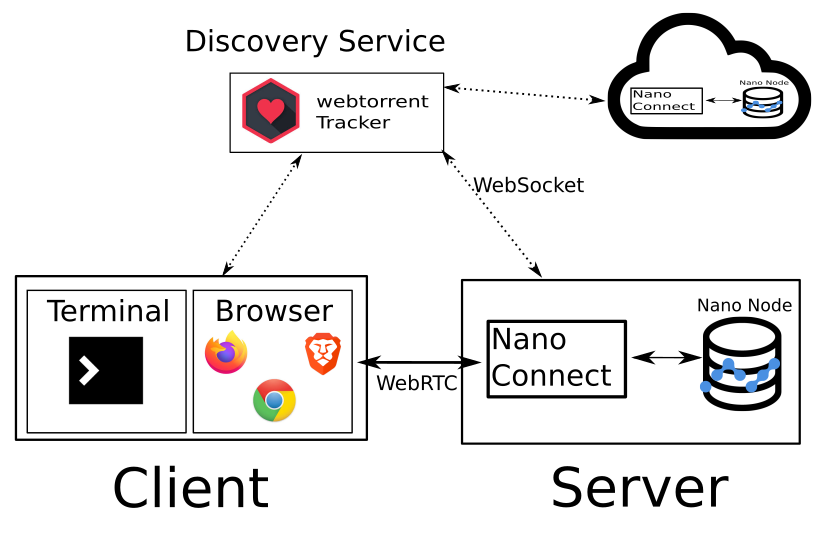 Discovery Service
webtorrent
Tracker
Nano Node
Nano
Connect
WebSocket
Terminal
Browser
WebRTC
Nano
Connect
Nano Node
Client
Server